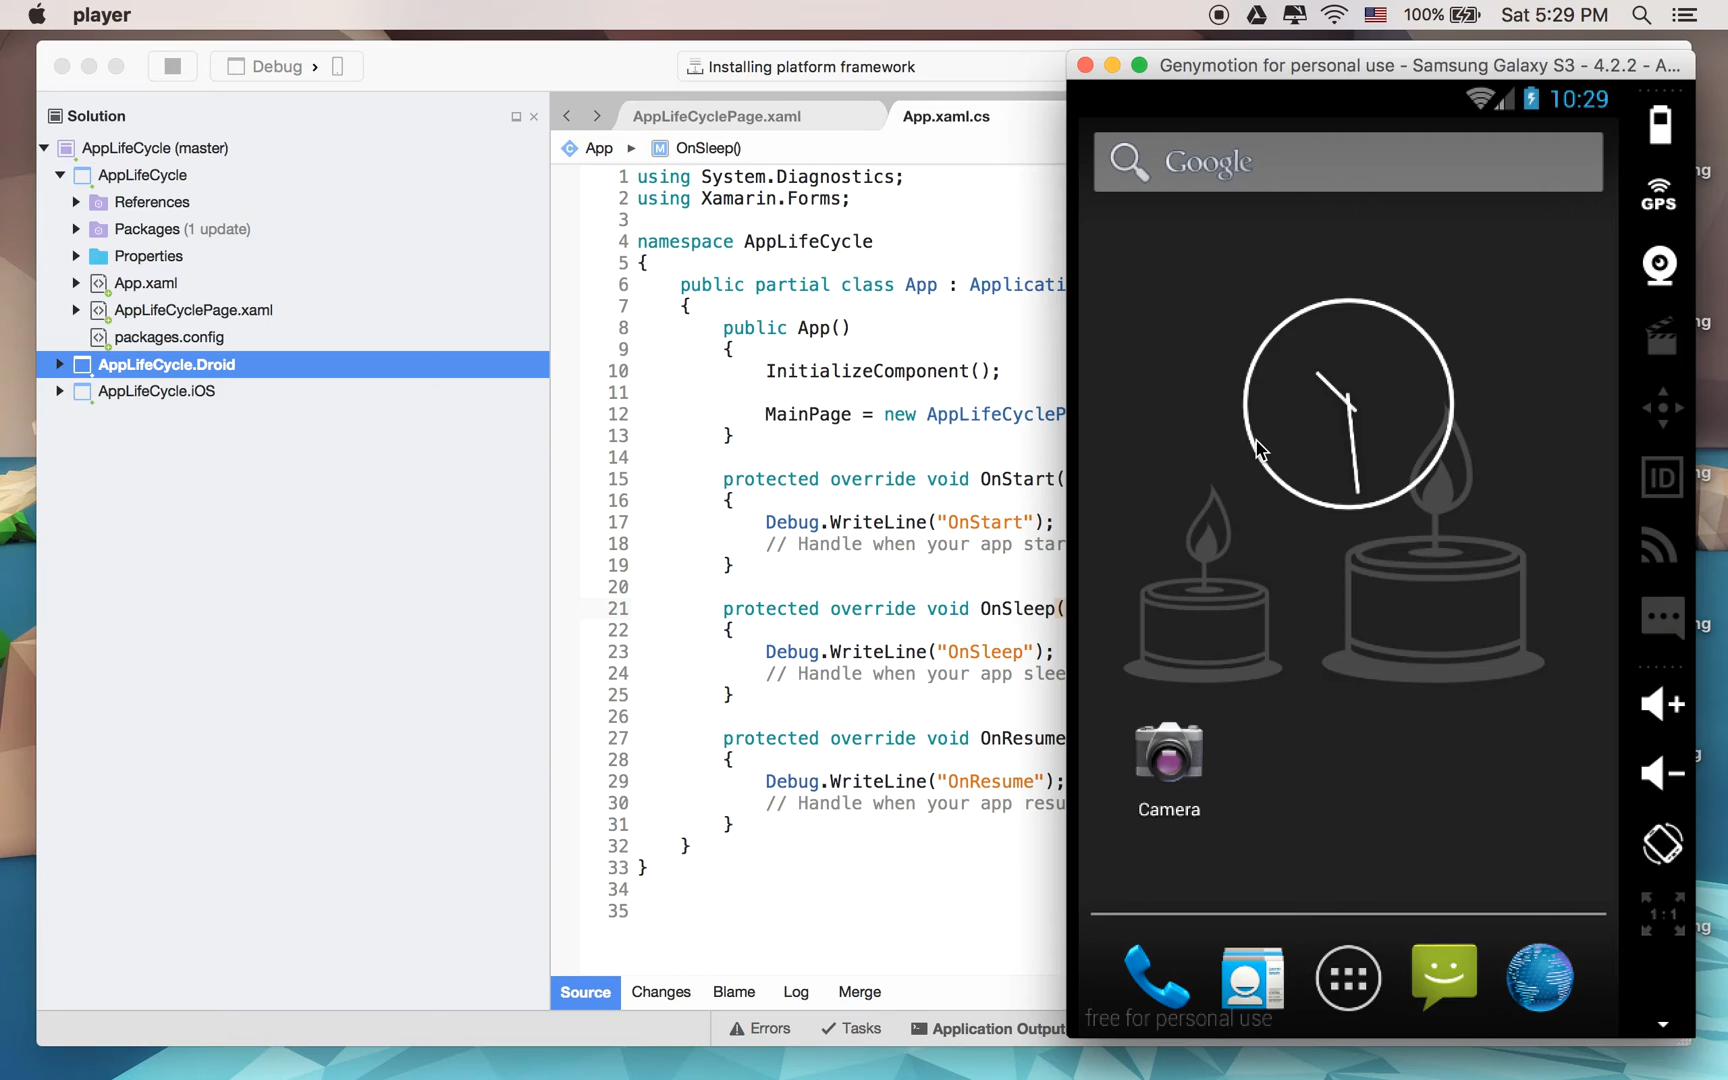 player
100%
Sat 5:29 PM
Debug
Installing platform framework
Genymotion for personal use - Samsung Galaxy S3 - 4.2.2 - A...
Solution
AppLifeCycle (master)
AppLifeCycle
References
Packages (1 update)
Properties
App.xaml
AppLifeCyclePage.xaml
packages.config
AppLifeCycle.Droid
AppLifeCycle.iOS
AppLifeCyclePage.xaml
App.xaml.cs
App
M
OnSleep()
1 using System.Diagnostics;
2 using Xamarin.Forms;
3
4 namespace AppLifeCycle
5 {
6 public partial class App : Applicati
7 {
8 public App()
9 {
10 InitializeComponent();
11
12 MainPage = new AppLifeCycleP
13 }
14
15 protected override void OnStart(
16 {
17 Debug.WriteLine("OnStart");
18 // Handle when your app star
19 }
20
21 protected override void OnSleep(
22 {
23 Debug.WriteLine("OnSleep");
24 // Handle when your app slee
25 }
26
27 protected override void OnResume
28 {
29 Debug.WriteLine("OnResume");
30 // Handle when your app resu
31 }
32 }
33 }
34
35
Source
Changes
Blame
Log
Merge
Errors
Tasks
Application Output
10:29
Google
Camera
free for personal use
GPS
ID
1:1
ng
ng
ng
ng
ng